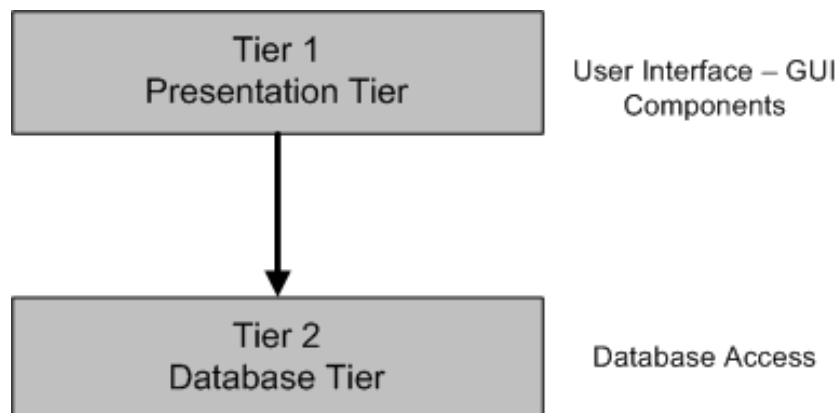 Tier 1
Presentation Tier
User Interface – GUI
Components
Tier 2
Database Tier
Database Access